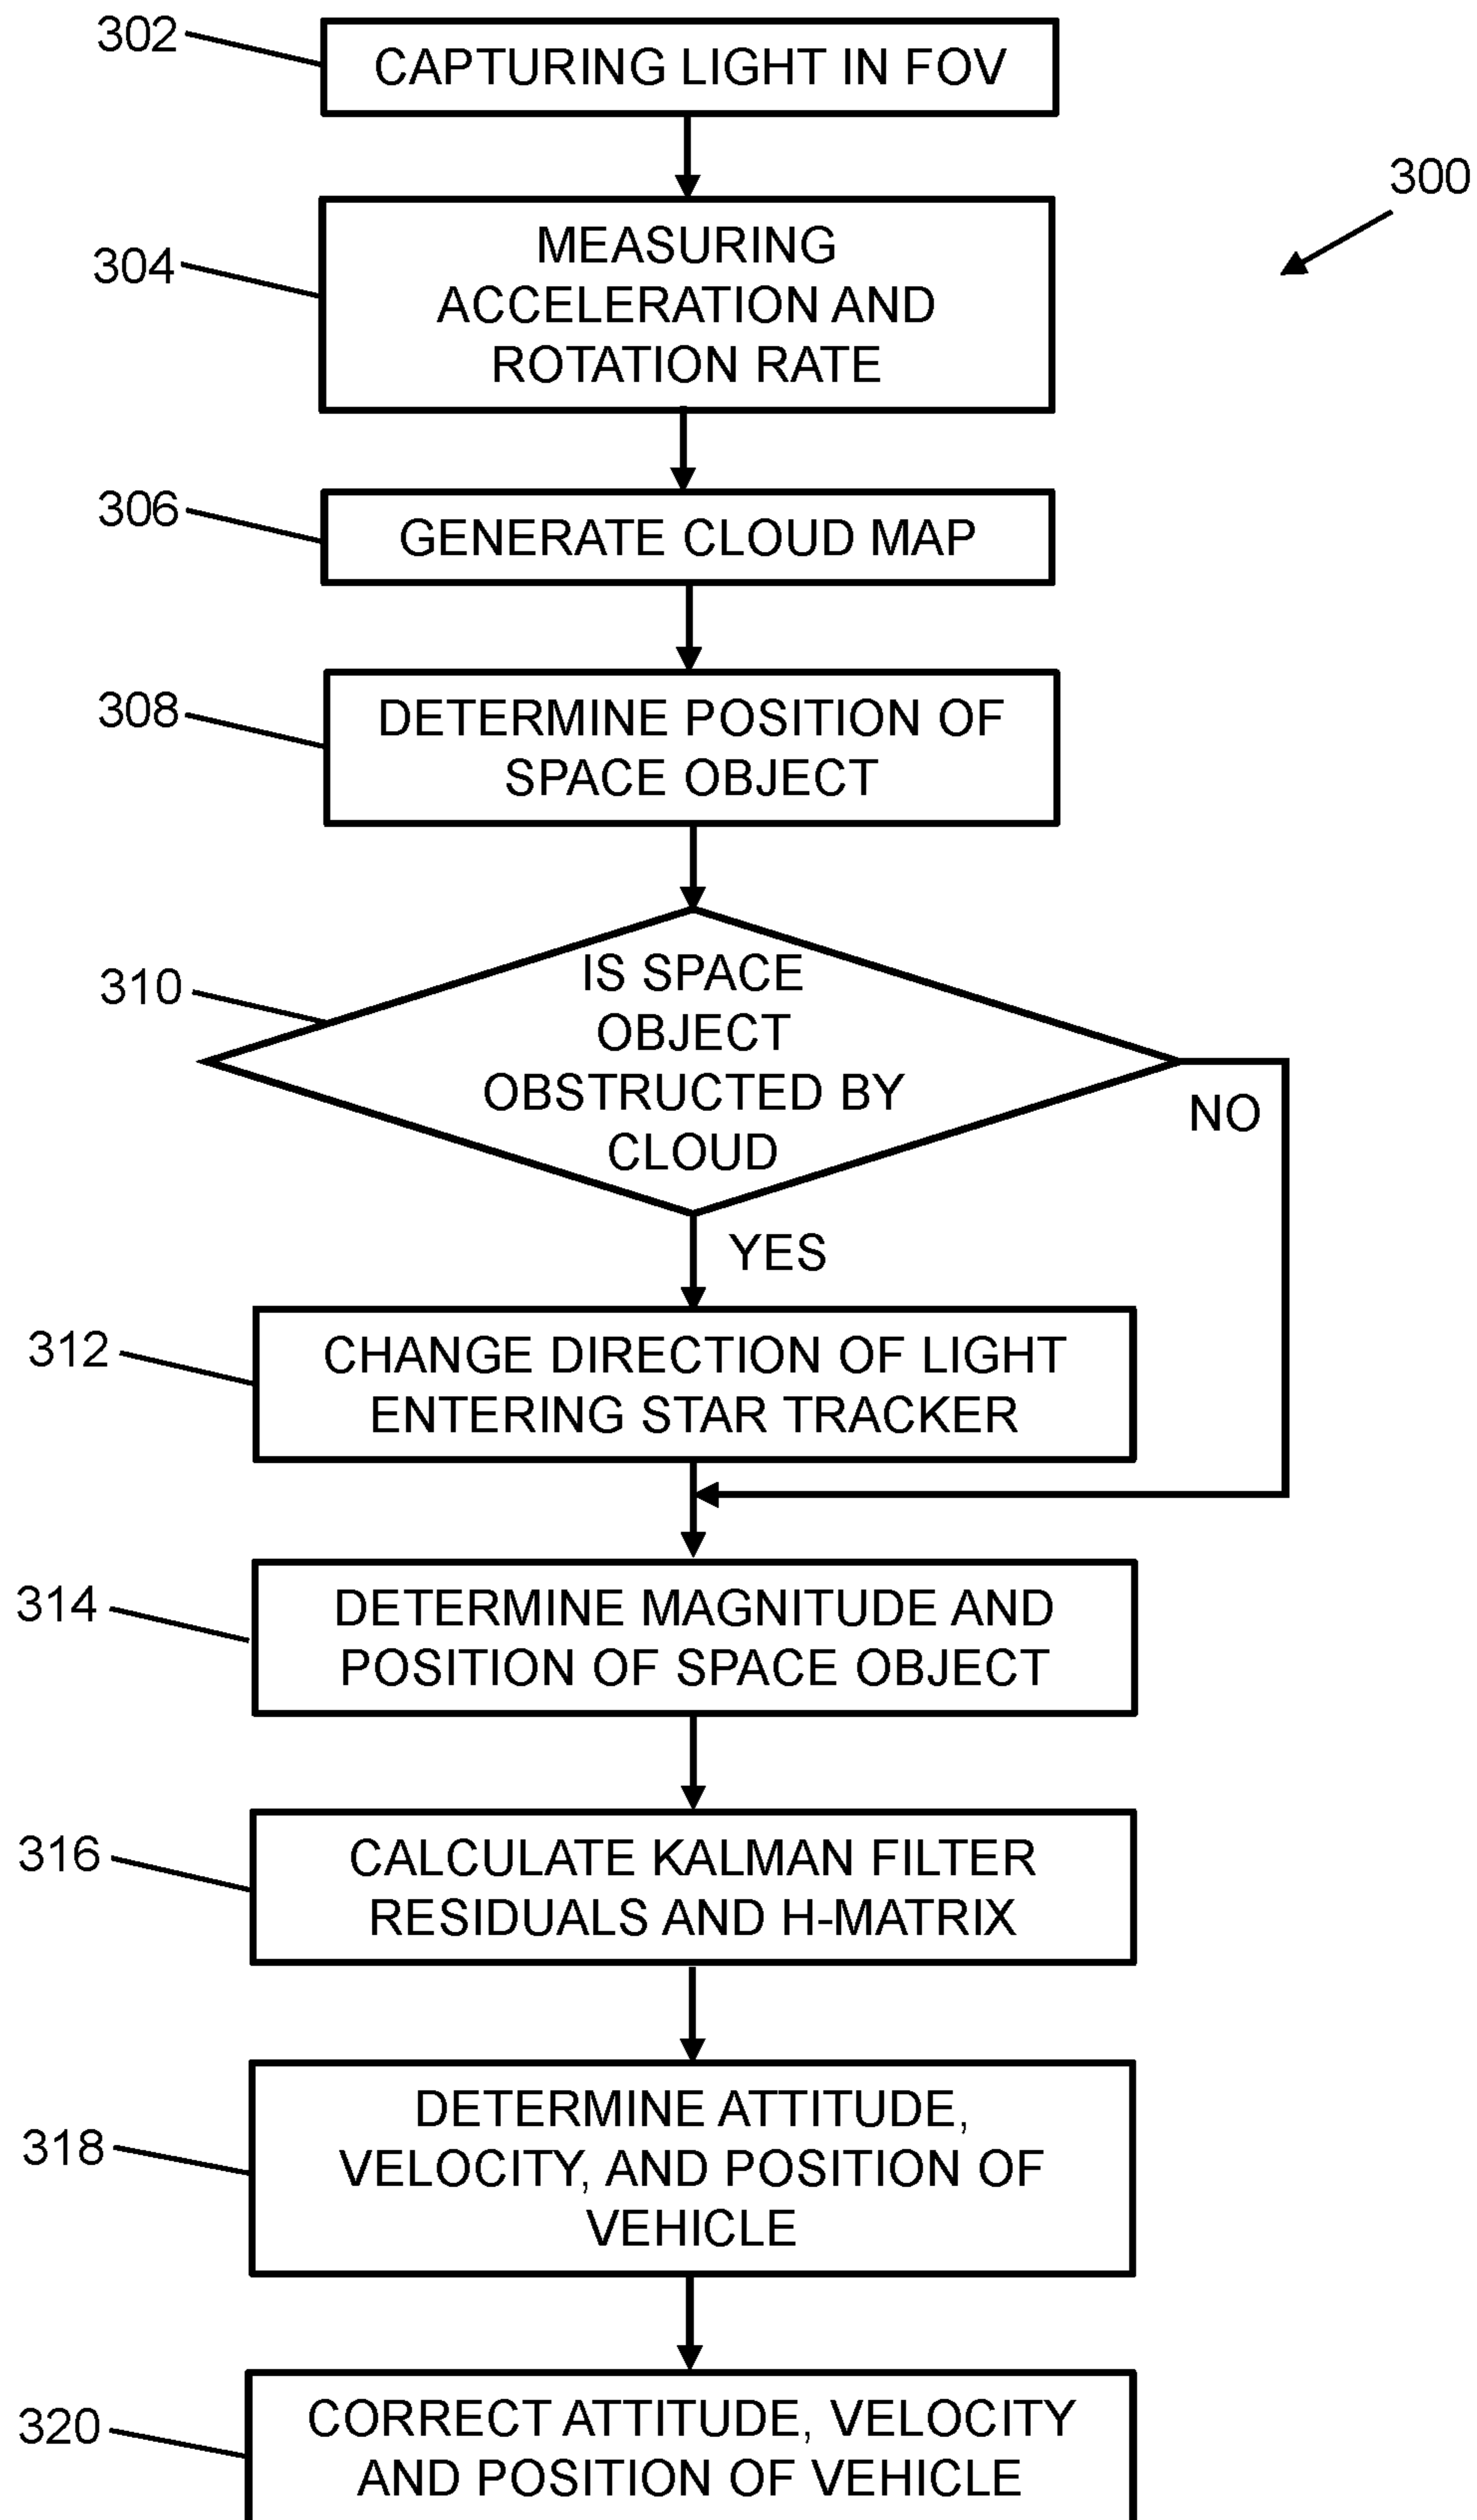 302
CAPTURING LIGHT IN FOV
300
304
MEASURING
ACCELERATION AND
ROTATION RATE
306
GENERATE CLOUD MAP
308
DETERMINE POSITION OF
SPACE OBJECT
310
IS SPACE
OBJECT
OBSTRUCTED BY
CLOUD
NO
YES
312
CHANGE DIRECTION OF LIGHT
ENTERING STAR TRACKER
314
DETERMINE MAGNITUDE AND
POSITION OF SPACE OBJECT
316
CALCULATE KALMAN FILTER
RESIDUALS AND H-MATRIX
318
DETERMINE ATTITUDE,
VELOCITY, AND POSITION OF
VEHICLE
320
CORRECT ATTITUDE, VELOCITY
AND POSITION OF VEHICLE